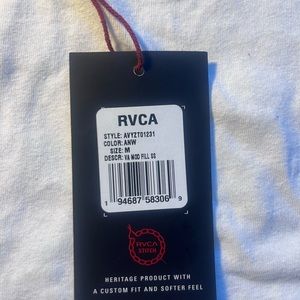 RVCA
STYLE: AVYZT01231
COLOR: ANW
SIZE: M
DESCR: VA MOD FILL SS
1 94687 58306 9
RVCA
STITCH
HERITAGE PRODUCT WITH
A CUSTOM FIT AND SOFTER FEEL